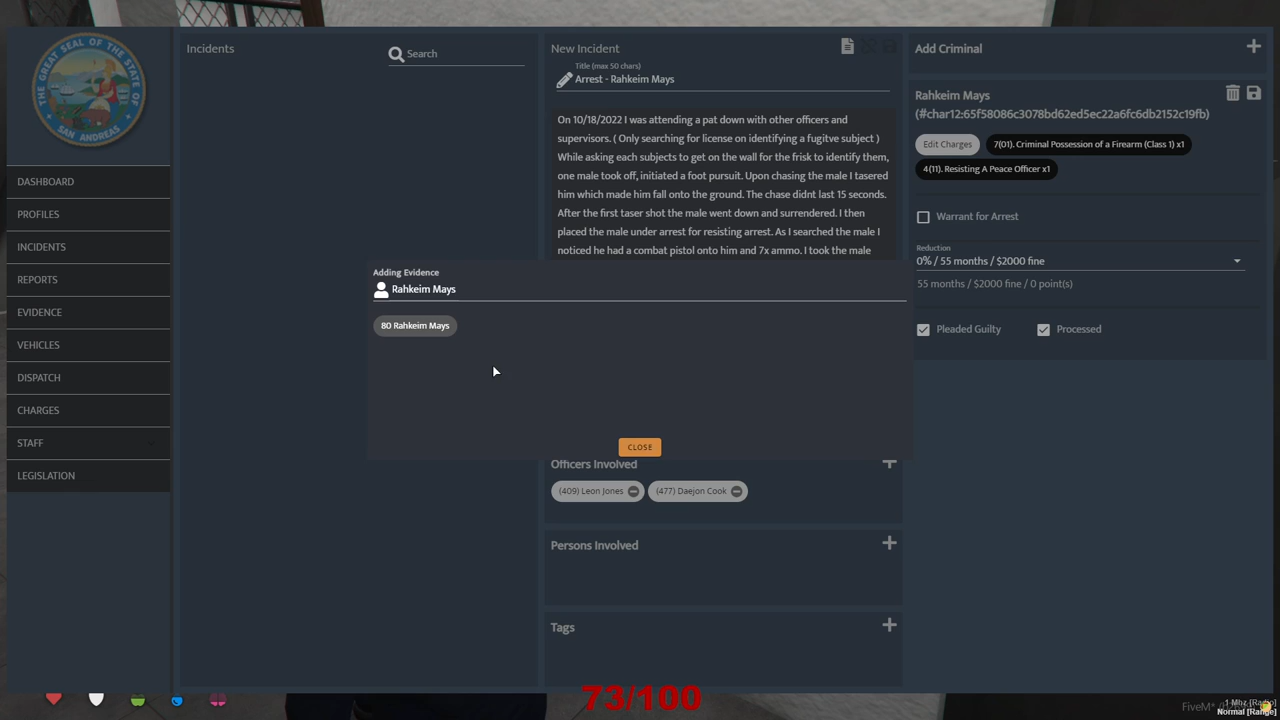 GREAT SEAL OF THE STATE OF
SAN ANDREAS
DASHBOARD
PROFILES
INCIDENTS
REPORTS
EVIDENCE
VEHICLES
DISPATCH
CHARGES
STAFF
LEGISLATION
Incidents
Search
New Incident
Title (max 50 chars)
Arrest - Rahkeim Mays
On 10/18/2022 I was attending a pat down with other officers and
supervisors. ( Only searching for license on identifying a fugitve subject )
While asking each subjects to get on the wall for the frisk to identify them,
one male took off, initiated a foot pursuit. Upon chasing the male I tasered
him which made him fall onto the ground. The chase didnt last 15 seconds.
After the first taser shot the male went down and surrendered. I then
placed the male under arrest for resisting arrest. As I searched the male I
noticed he had a combat pistol onto him and 7x ammo. I took the male
Adding Evidence
Rahkeim Mays
80 Rahkeim Mays
CLOSE
Officers Involved
(409) Leon Jones
(477) Daejon Cook
Persons Involved
Tags
Add Criminal
Rahkeim Mays
(#char12:65f58086c3078bd62ed5ec22a6fc6db2152c19fb)
Edit Charges
7(01). Criminal Possession of a Firearm (Class 1) x1
4(11). Resisting A Peace Officer x1
Warrant for Arrest
Reduction
0% / 55 months / $2000 fine
55 months / $2000 fine / 0 point(s)
Pleaded Guilty
Processed
73/100
FiveM*
1 Mhz [Radio]
Normal [Range]